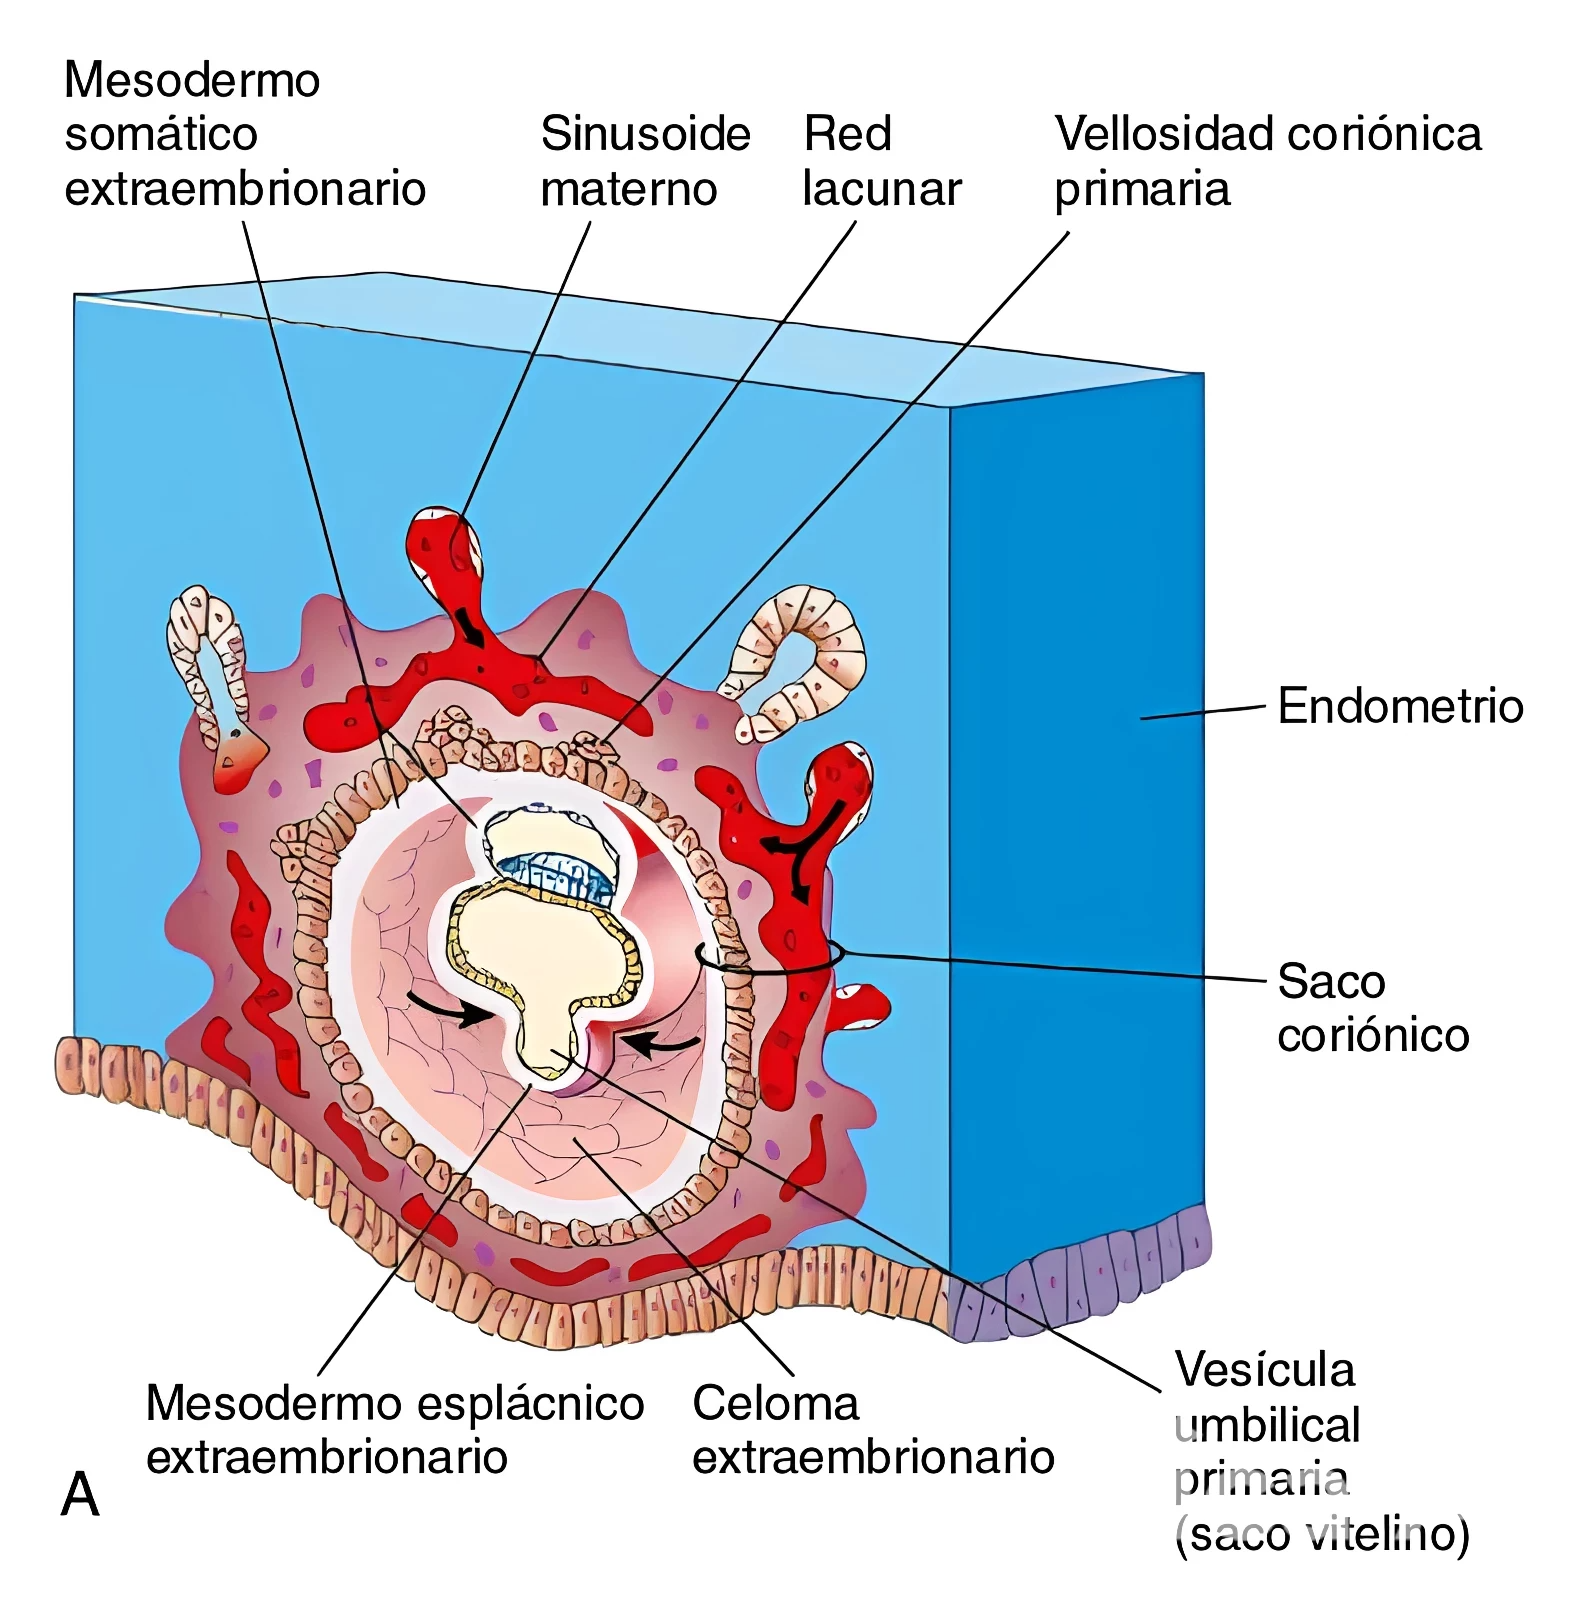 Mesodermo
somático
extraembrionario
Sinusoide
materno
Red
lacunar
Vellosidad coriónica
primaria
Endometrio
Saco
coriónico
Mesodermo esplácnico
extraembrionario
Celoma
extraembrionario
Vesícula
umbilical
primaria
(saco vitelino)
A